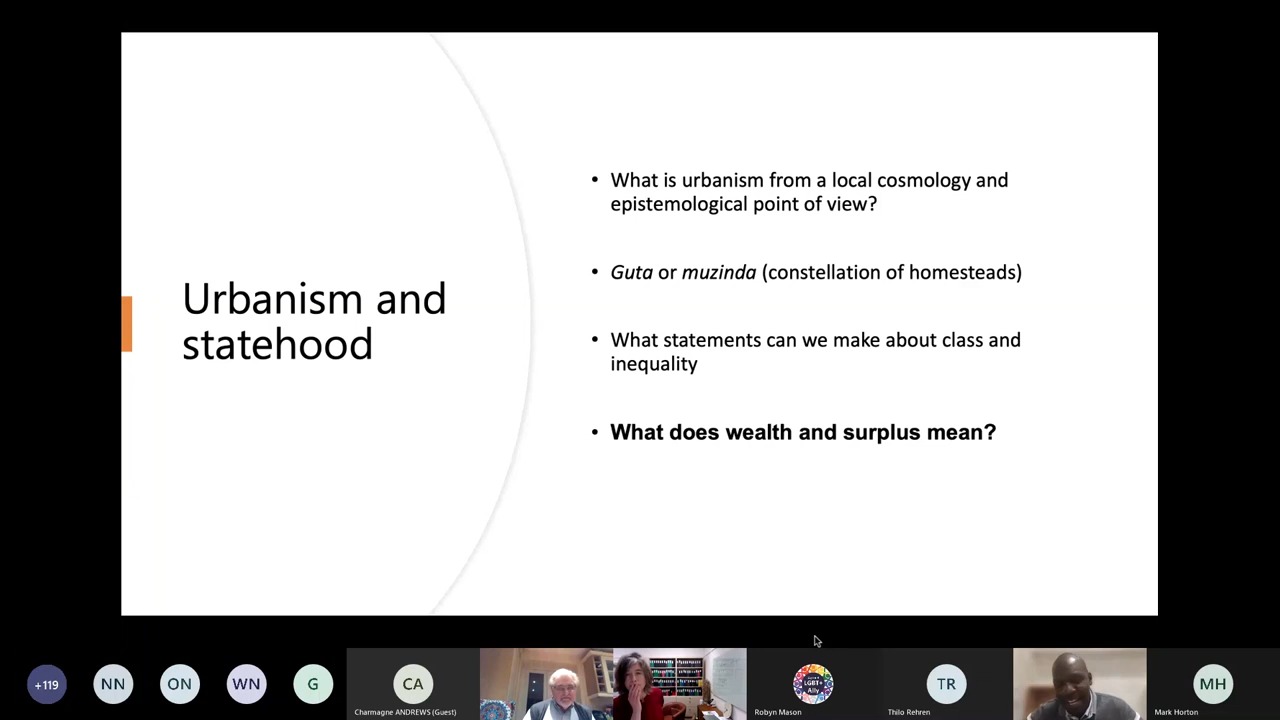 Urbanism and
statehood
• What is urbanism from a local cosmology and
epistemological point of view?
• Guta or muzinda (constellation of homesteads)
• What statements can we make about class and
inequality
• What does wealth and surplus mean?
+119
NN
ON
WN
G
CA
Charmagne ANDREWS (Guest)
LGBT+
Ally
Robyn Mason
TR
Thilo Rehren
MH
Mark Horton